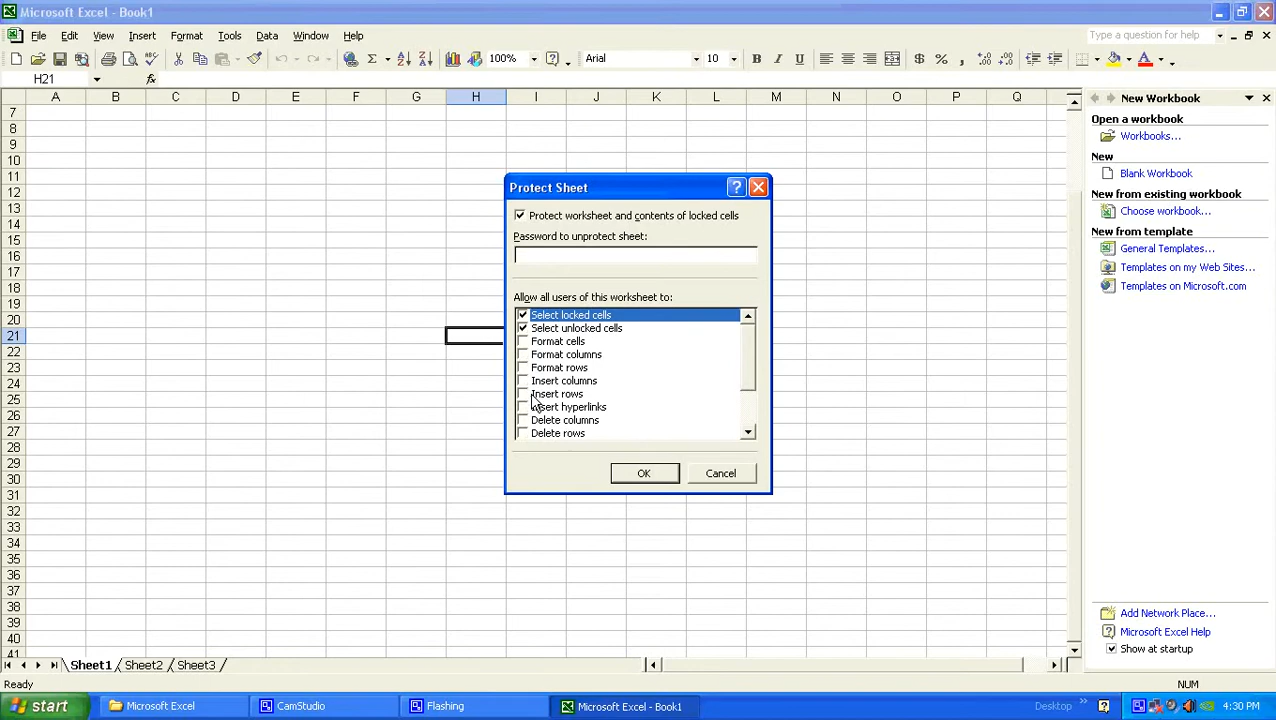 Microsoft Excel - Book1
File Edit View Insert Format Tools Data Window Help
Type a question for help
100%
Arial
10
B I U
$ % ,
H21
fx
A B C D E F G H I J K L M N O P Q
7
8
9
10
11
12
13
14
15
16
17
18
19
20
21
22
23
24
25
26
27
28
29
30
31
32
33
34
35
36
37
38
39
40
41
Protect Sheet
Protect worksheet and contents of locked cells
Password to unprotect sheet:
Allow all users of this worksheet to:
Select locked cells
Select unlocked cells
Format cells
Format columns
Format rows
Insert columns
Insert rows
Insert hyperlinks
Delete columns
Delete rows
OK
Cancel
New Workbook
Open a workbook
Workbooks...
New
Blank Workbook
New from existing workbook
Choose workbook...
New from template
General Templates...
Templates on my Web Sites...
Templates on Microsoft.com
Add Network Place...
Microsoft Excel Help
Show at startup
Sheet1 Sheet2 Sheet3
Ready
NUM
start
Microsoft Excel
CamStudio
Flashing
Microsoft Excel - Book1
Desktop
4:30 PM